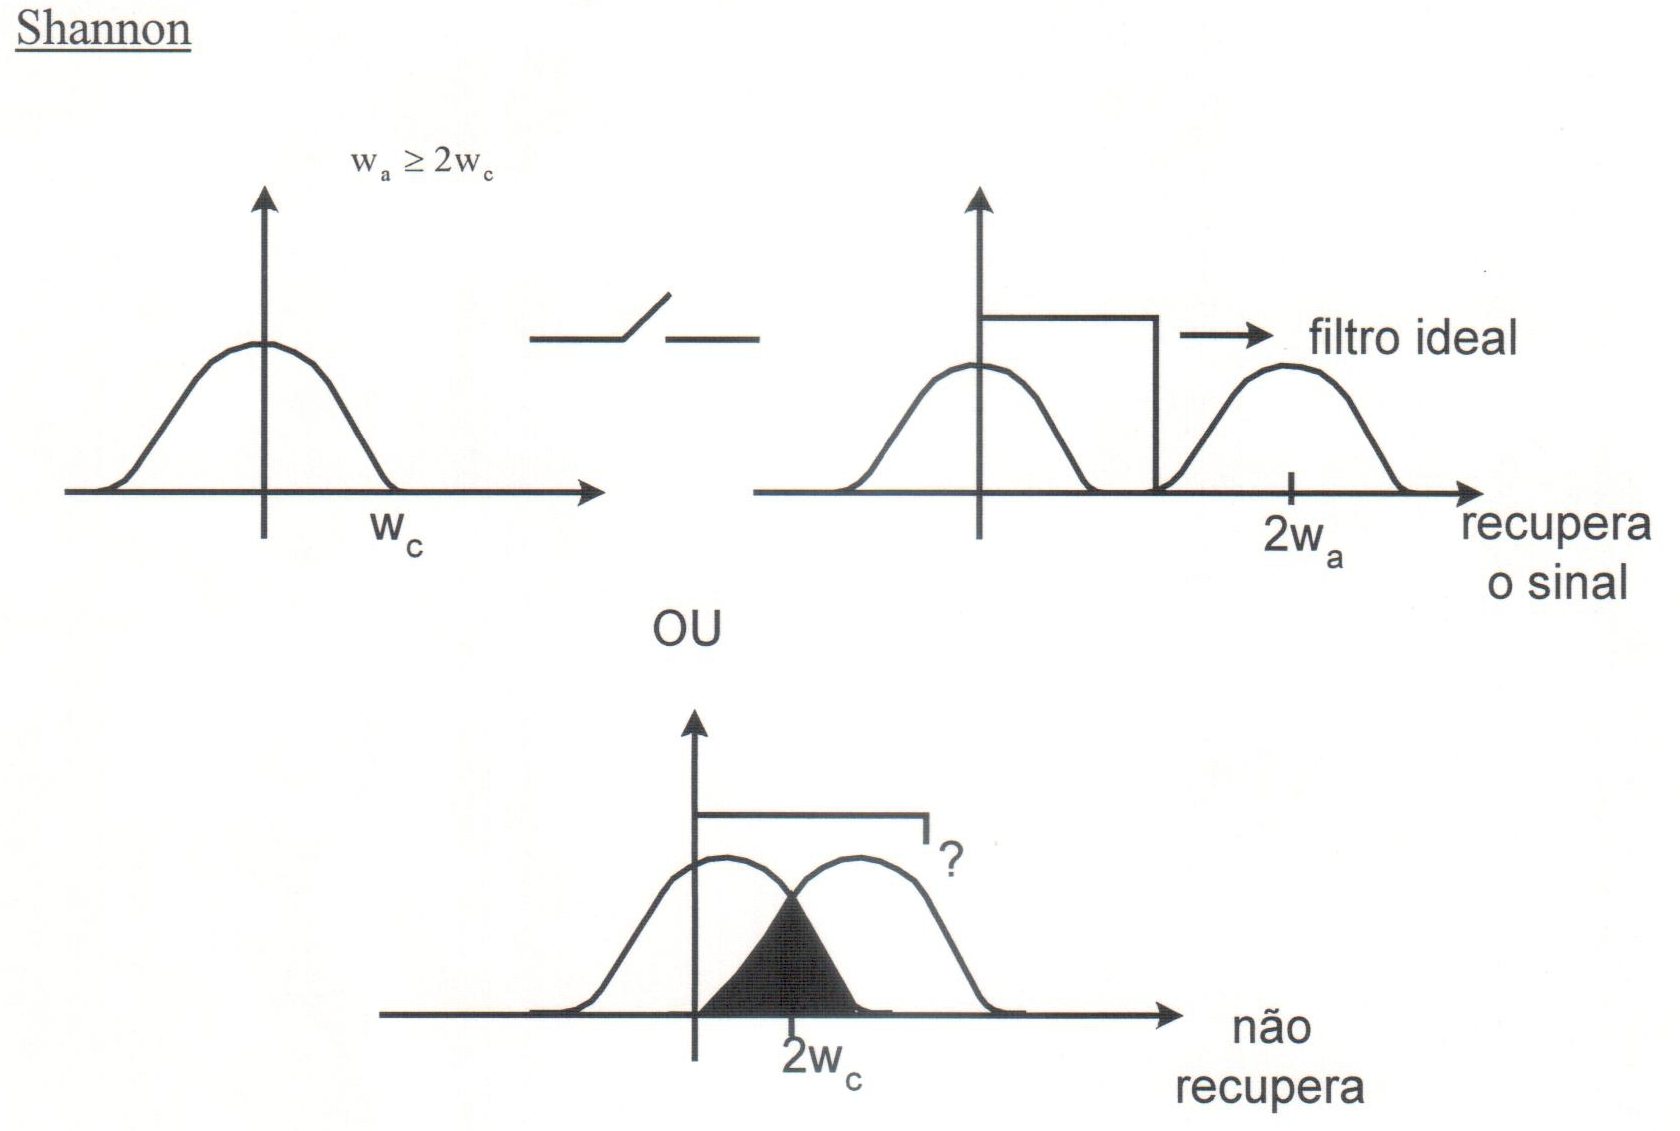 Shannon
wa ≥ 2wc
filtro ideal
wc
2wa
recupera
o sinal
OU
?
2wc
não
recupera